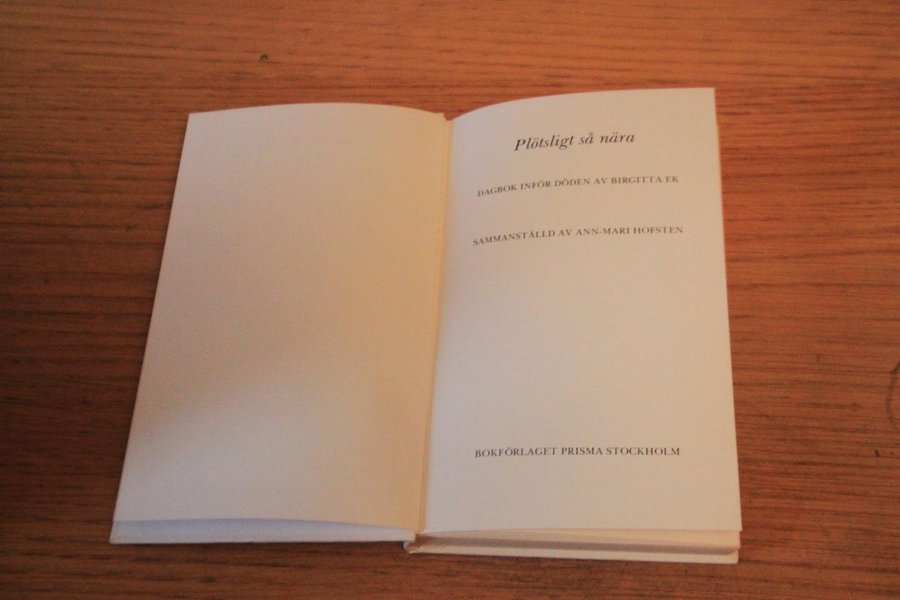 Plötsligt så nära
DAGBOK INFÖR DÖDEN AV BIRGITTA EK
SAMMANSTÄLLD AV ANN-MARI HOFSTEN
BOKFÖRLAGET PRISMA STOCKHOLM